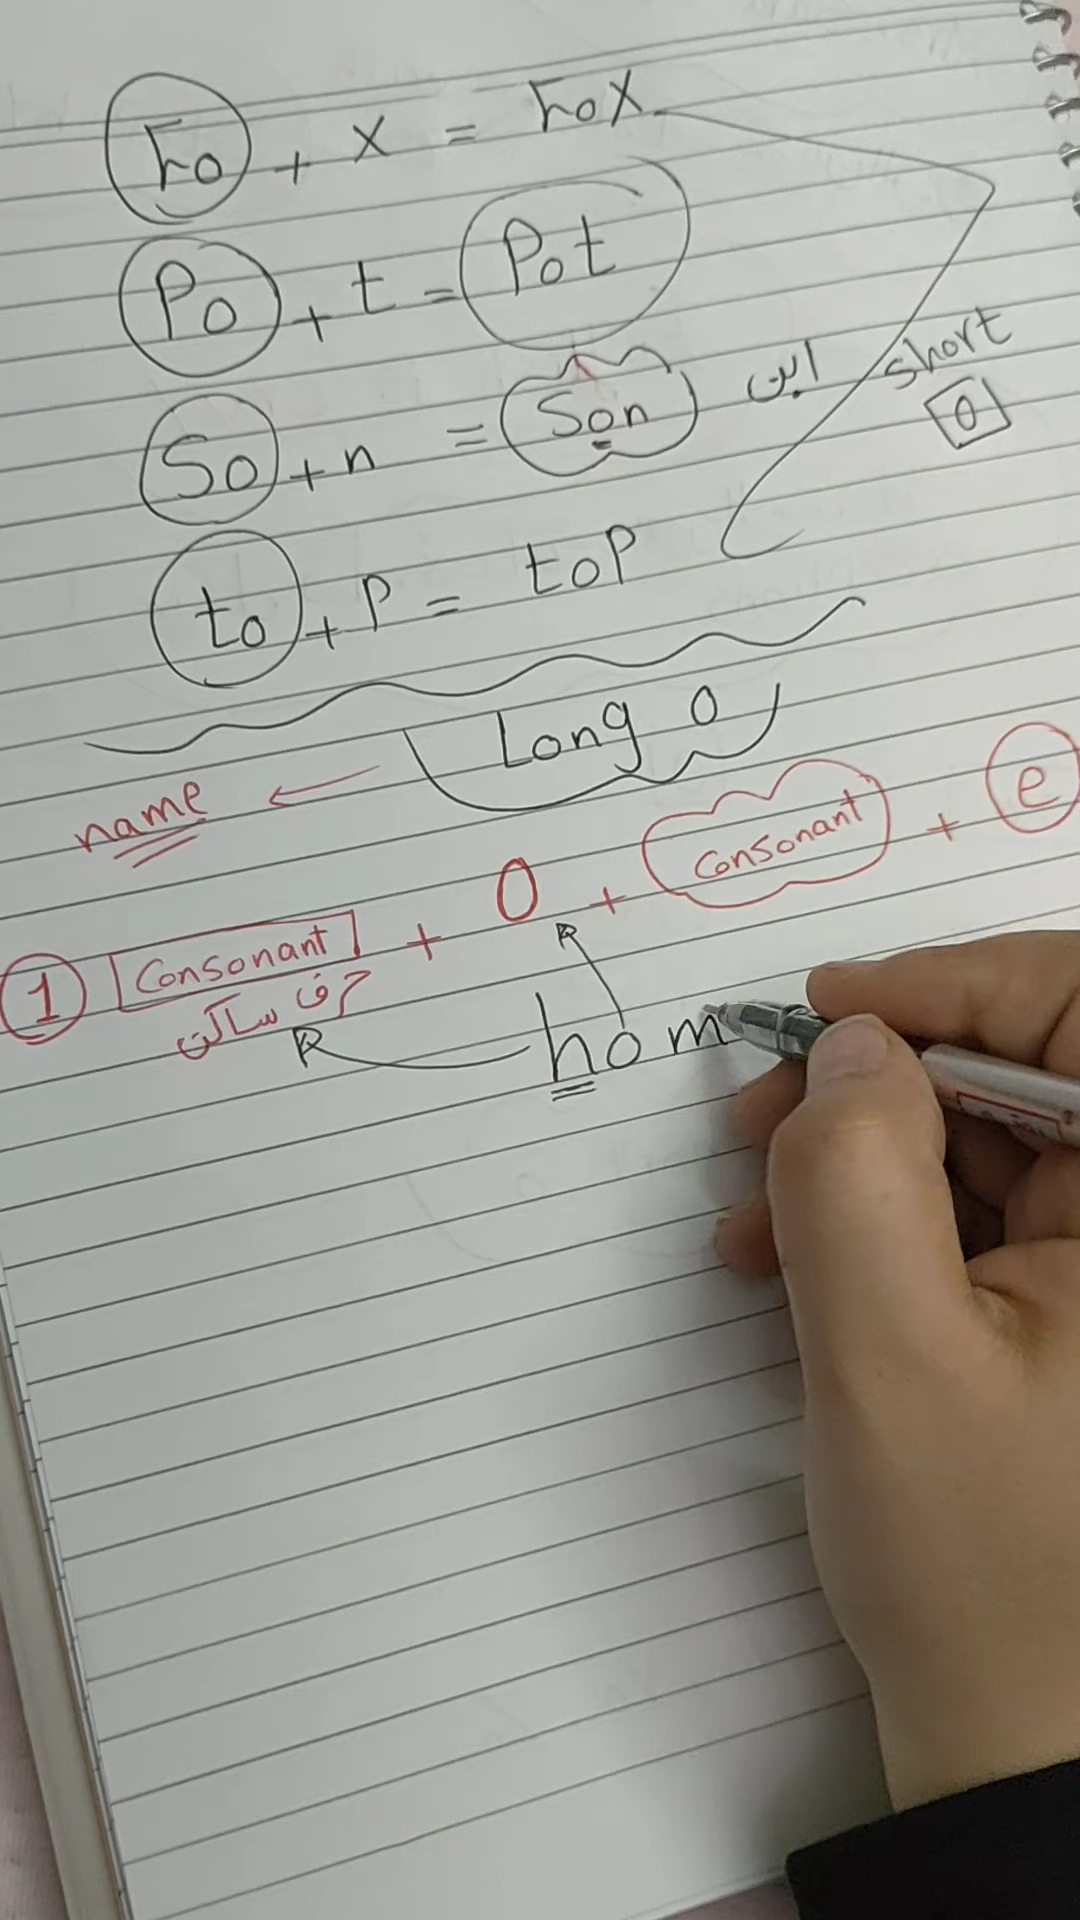 fo + x = fox
Po + t = Pot
So + n = Son ابن
short
o
to + P = toP
Long o
name
Consonant + e
1 Consonant + O +
حرف ساكن
hom